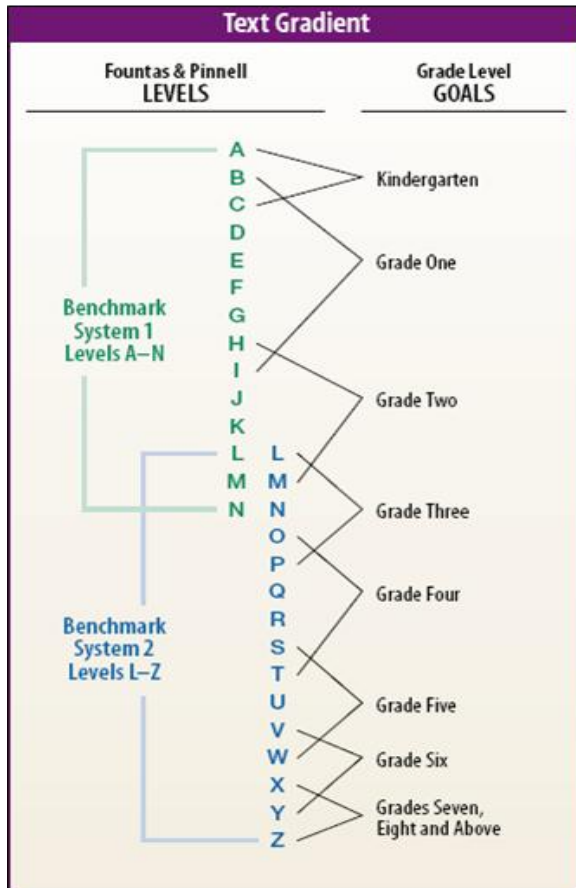 Text Gradient
Fountas & Pinnell
LEVELS
Grade Level
GOALS
A
B
C
D
E
F
G
H
I
J
K
L L
M M
N N
O
P
Q
R
S
T
U
V
W
X
Y
Z
Benchmark
System 1
Levels A–N
Benchmark
System 2
Levels L–Z
Kindergarten
Grade One
Grade Two
Grade Three
Grade Four
Grade Five
Grade Six
Grades Seven,
Eight and Above